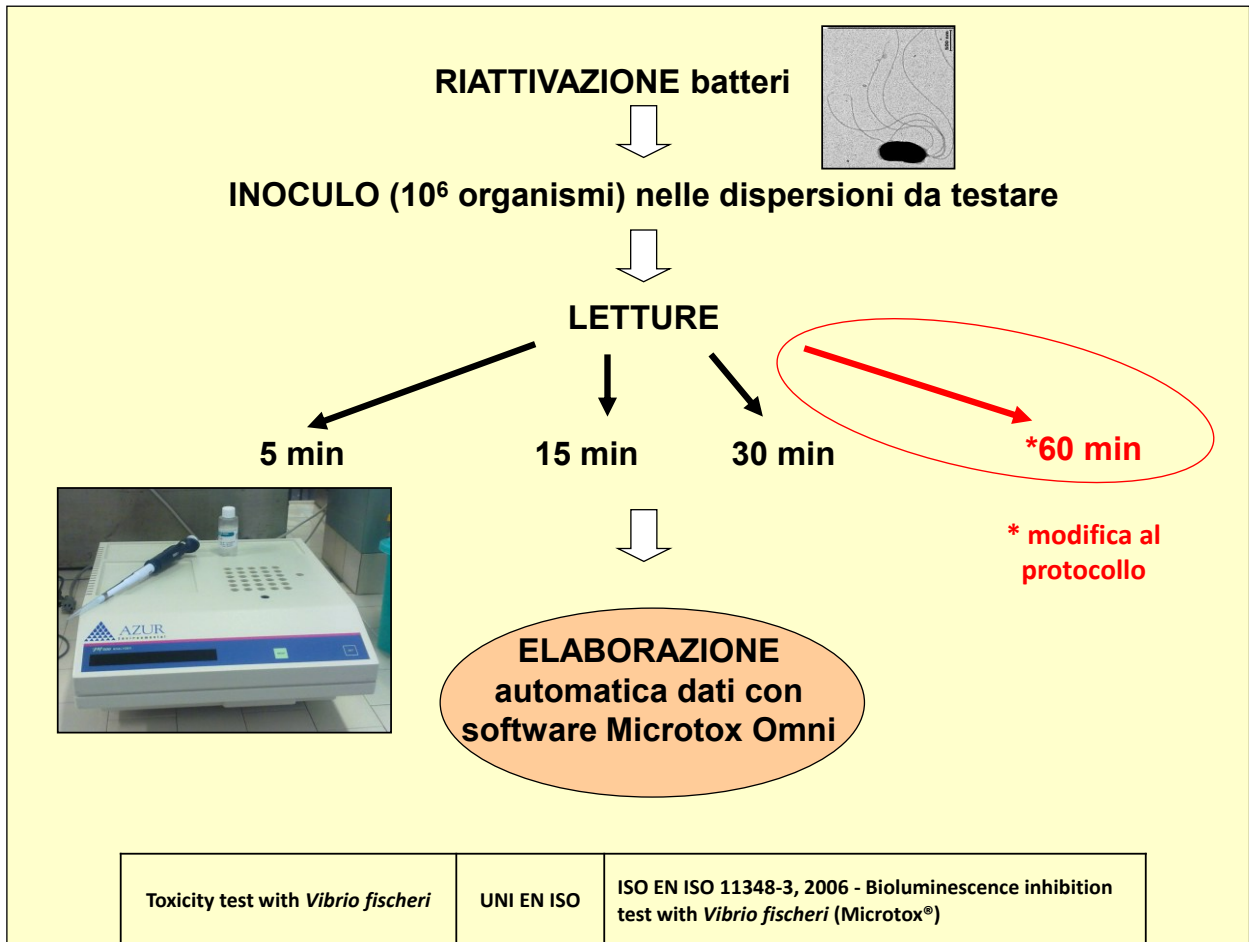 RIATTIVAZIONE batteri
INOCULO (10⁶ organismi) nelle dispersioni da testare
LETTURE
5 min
15 min
30 min
*60 min
* modifica al
protocollo
AZUR
ELABORAZIONE
automatica dati con
software Microtox Omni
Toxicity test with Vibrio fischeri
UNI EN ISO
ISO EN ISO 11348-3, 2006 - Bioluminescence inhibition
test with Vibrio fischeri (Microtox®)